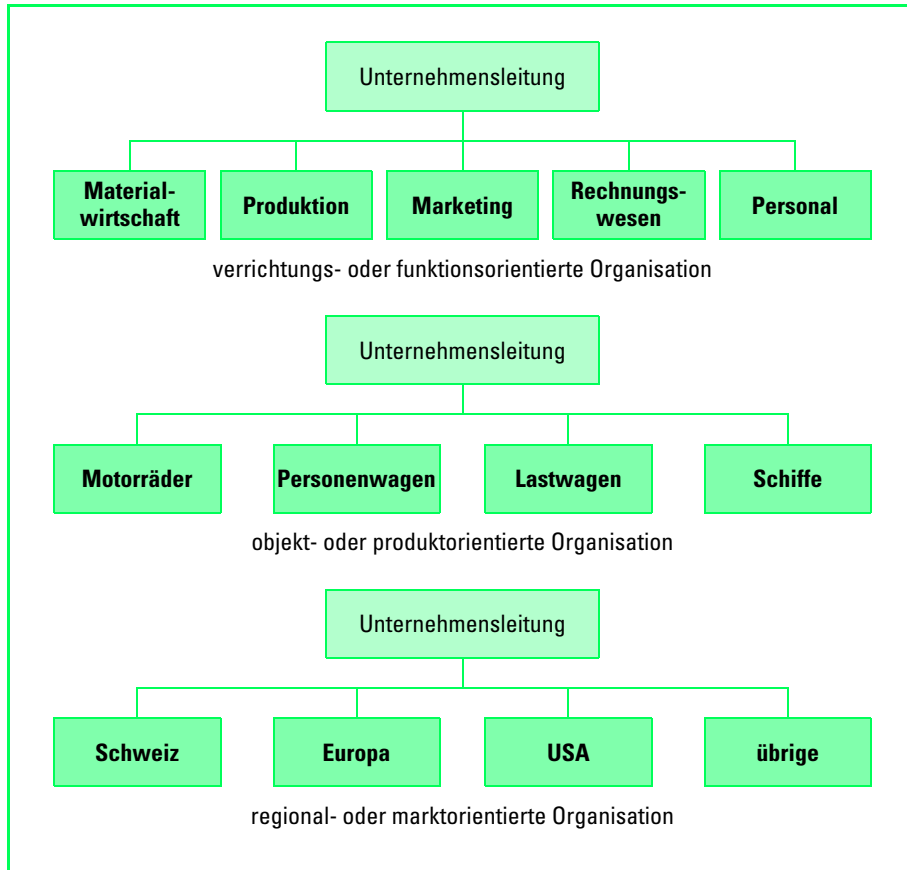 Unternehmensleitung
Material-
wirtschaft
Produktion
Marketing
Rechnungs-
wesen
Personal
verrichtungs- oder funktionsorientierte Organisation
Unternehmensleitung
Motorräder
Personenwagen
Lastwagen
Schiffe
objekt- oder produktorientierte Organisation
Unternehmensleitung
Schweiz
Europa
USA
übrige
regional- oder marktorientierte Organisation